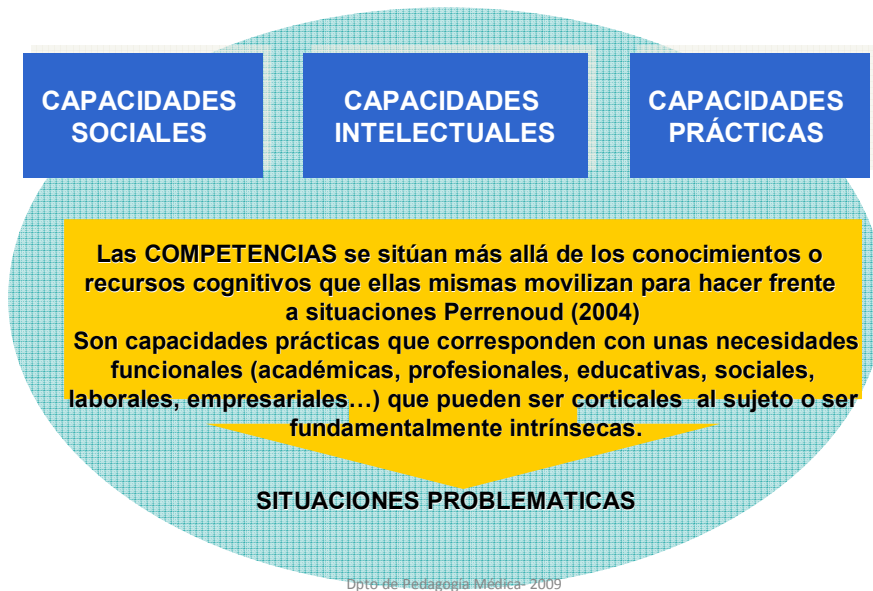 CAPACIDADES
SOCIALES
CAPACIDADES
INTELECTUALES
CAPACIDADES
PRÁCTICAS
Las COMPETENCIAS se sitúan más allá de los conocimientos o
recursos cognitivos que ellas mismas movilizan para hacer frente
a situaciones Perrenoud (2004)
Son capacidades prácticas que corresponden con unas necesidades
funcionales (académicas, profesionales, educativas, sociales,
laborales, empresariales…) que pueden ser corticales al sujeto o ser
fundamentalmente intrínsecas.
SITUACIONES PROBLEMATICAS
Dpto de Pedagogía Médica- 2009